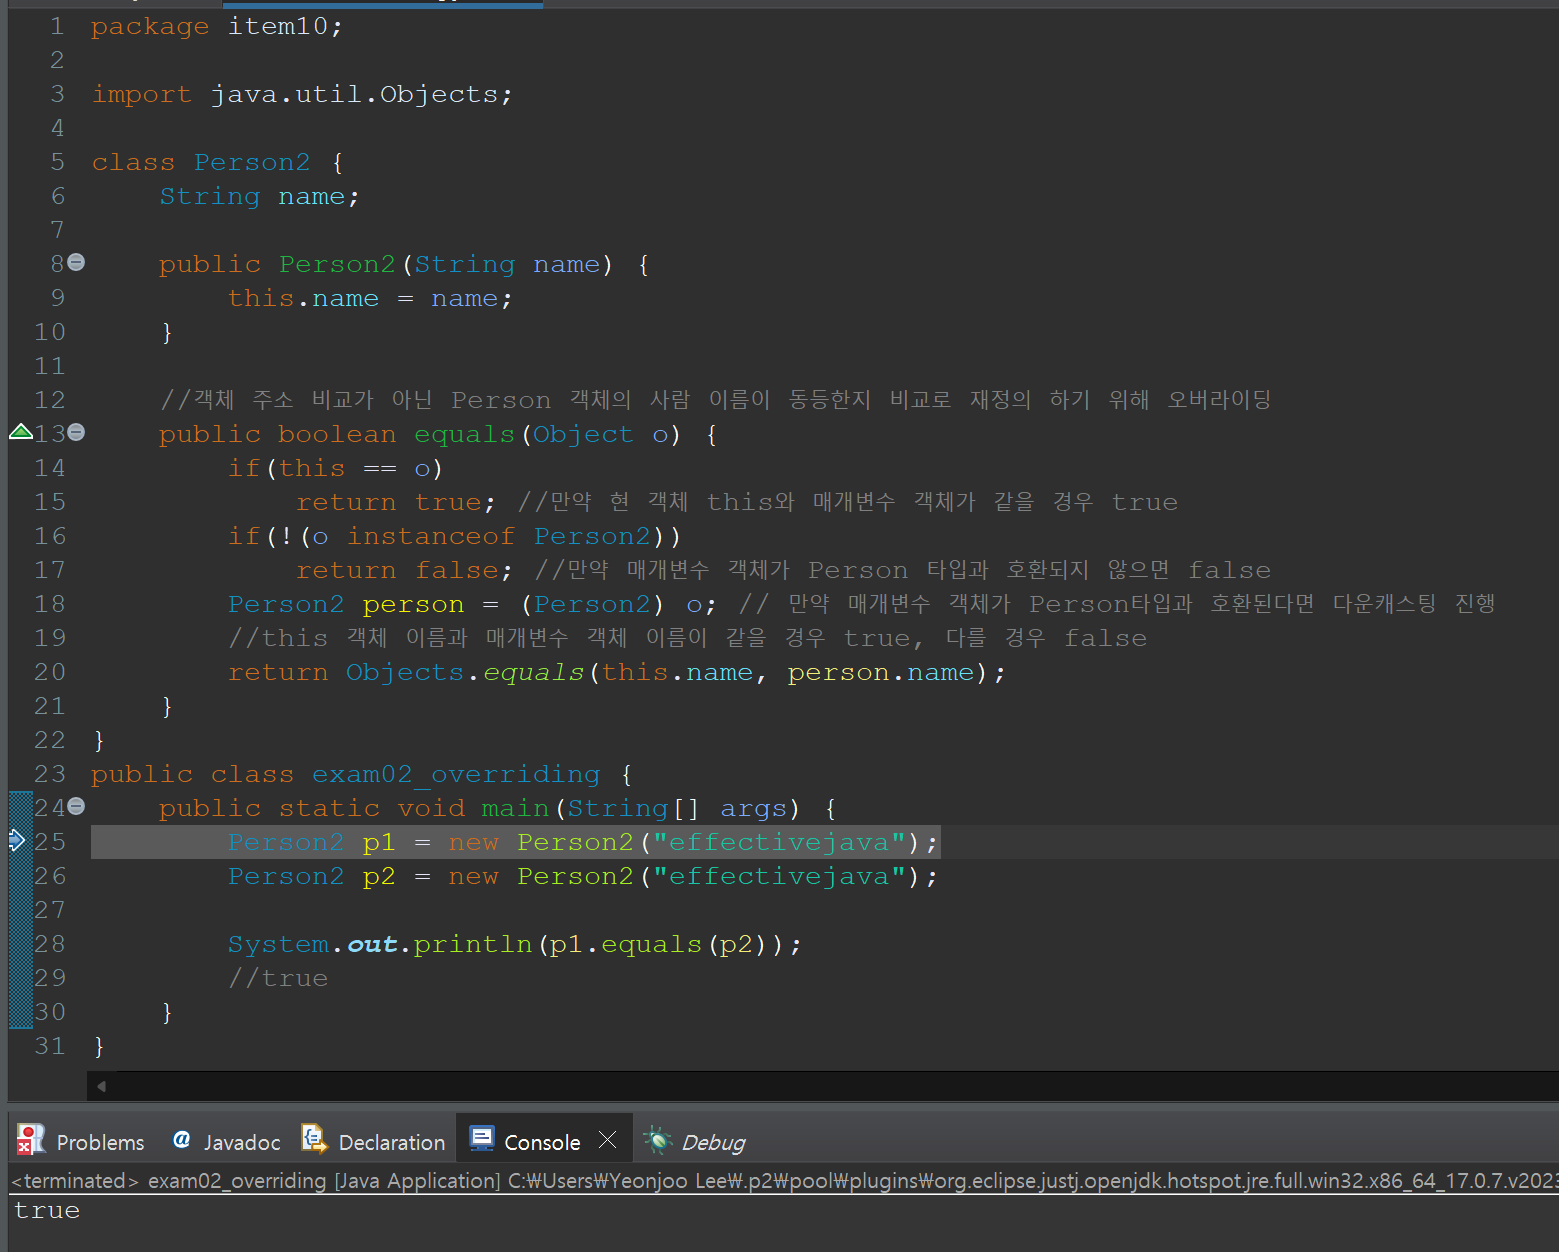 1 package item10;
2
3 import java.util.Objects;
4
5 class Person2 {
6     String name;
7
8     public Person2(String name) {
9         this.name = name;
10     }
11
12     //객체 주소 비교가 아닌 Person 객체의 사람 이름이 동등한지 비교로 재정의 하기 위해 오버라이딩
13     public boolean equals(Object o) {
14         if(this == o)
15             return true; //만약 현 객체 this와 매개변수 객체가 같을 경우 true
16         if(!(o instanceof Person2))
17             return false; //만약 매개변수 객체가 Person 타입과 호환되지 않으면 false
18         Person2 person = (Person2) o; // 만약 매개변수 객체가 Person타입과 호환된다면 다운캐스팅 진행
19         //this 객체 이름과 매개변수 객체 이름이 같을 경우 true, 다를 경우 false
20         return Objects.equals(this.name, person.name);
21     }
22 }
23 public class exam02_overriding {
24     public static void main(String[] args) {
25         Person2 p1 = new Person2("effectivejava");
26         Person2 p2 = new Person2("effectivejava");
27
28         System.out.println(p1.equals(p2));
29         //true
30     }
31 }
Problems @ Javadoc Declaration Console Debug
<terminated> exam02_overriding [Java Application] C:₩Users₩Yeonjoo Lee₩.p2₩pool₩plugins₩org.eclipse.justj.openjdk.hotspot.jre.full.win32.x86_64_17.0.7.v2023
true